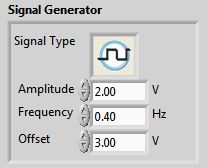 Signal Generator
Signal Type
Amplitude 2.00 V
Frequency 0.40 Hz
Offset 3.00 V